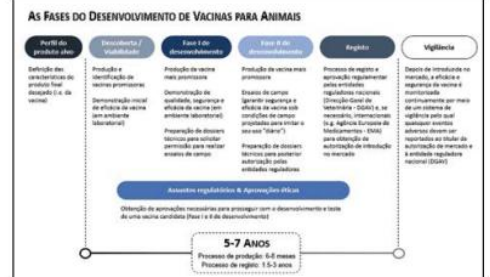 AS FASES DO DESENVOLVIMENTO DE VACINAS PARA ANIMAIS
Perfil do
produto alvo
Definição das
características do
produto final
desejado (i.e. da
vacina)
Descoberta /
Viabilidade
Produção e
identificação de
vacinas promissoras
Demonstração inicial
de eficácia da vacina
(em ambiente
laboratorial)
Fase I de
desenvolvimento
Produção da vacina
mais promissora
Demonstração de
qualidade, segurança e
eficácia da vacina (em
ambiente laboratorial)
Preparação de dossiers
técnicos para solicitar
permissão para realizar
ensaios de campo
Fase II de
desenvolvimento
Produção da vacina mais
promissora
Ensaios de campo
(garantir segurança e
eficácia da vacina sob
condições de campo
projetadas para imitar o
seu uso "diário")
Preparação de dossiers
técnicos para posterior
autorização pelas
entidades reguladoras
Registo
Processo de registo e
aprovação regulamentar
pelas entidades
reguladoras nacionais
(Direcção Geral de
Veterinária - DGAV) e, se
necessário, internacionais
(e.g. Agência Europeia do
Medicamentos - EMA)
para obtenção da
autorização de introdução
no mercado
Vigilância
Depois de introduzida no
mercado, a eficácia e
segurança da vacina é
monitorizada
continuamente por meio
de um sistema de
vigilância pelo qual
quaisquer eventos
adversos devem ser
reportados ao titular da
autorização de mercado e
à entidade reguladora
nacional (DGAV)
Assuntos regulatórios & Aprovações éticas
Obtenção de aprovações necessárias para prosseguir com o desenvolvimento e teste
de uma vacina candidata (Fase I e II de desenvolvimento)
5-7 ANOS
Processo de produção: 6-8 meses
Processo de registo: 1.5-3 anos